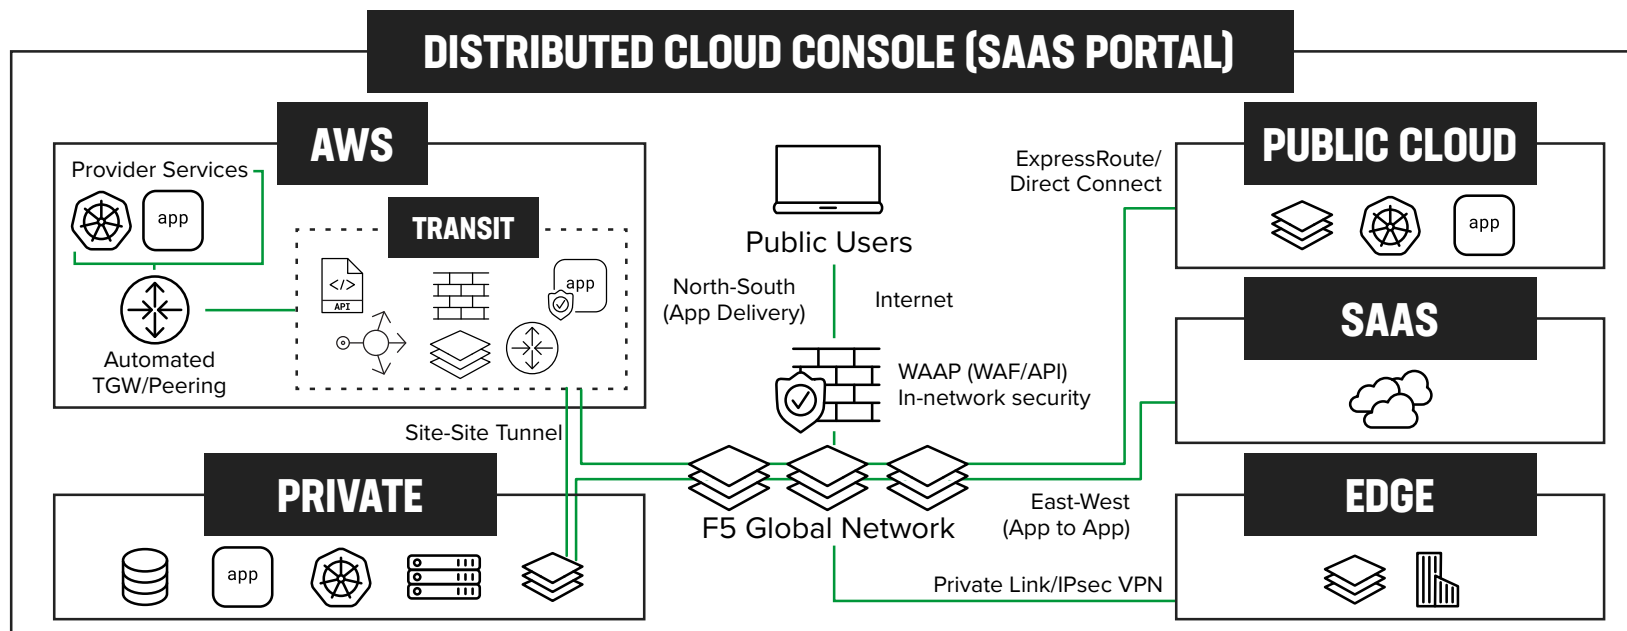 DISTRIBUTED CLOUD CONSOLE (SAAS PORTAL)
AWS
Provider Services
app
TRANSIT
</>
API
app
Automated
TGW/Peering
Site-Site Tunnel
PRIVATE
app
Public Users
North-South
(App Delivery)
Internet
WAAP (WAF/API)
In-network security
F5 Global Network
East-West
(App to App)
Private Link/IPsec VPN
ExpressRoute/
Direct Connect
PUBLIC CLOUD
app
SAAS
EDGE